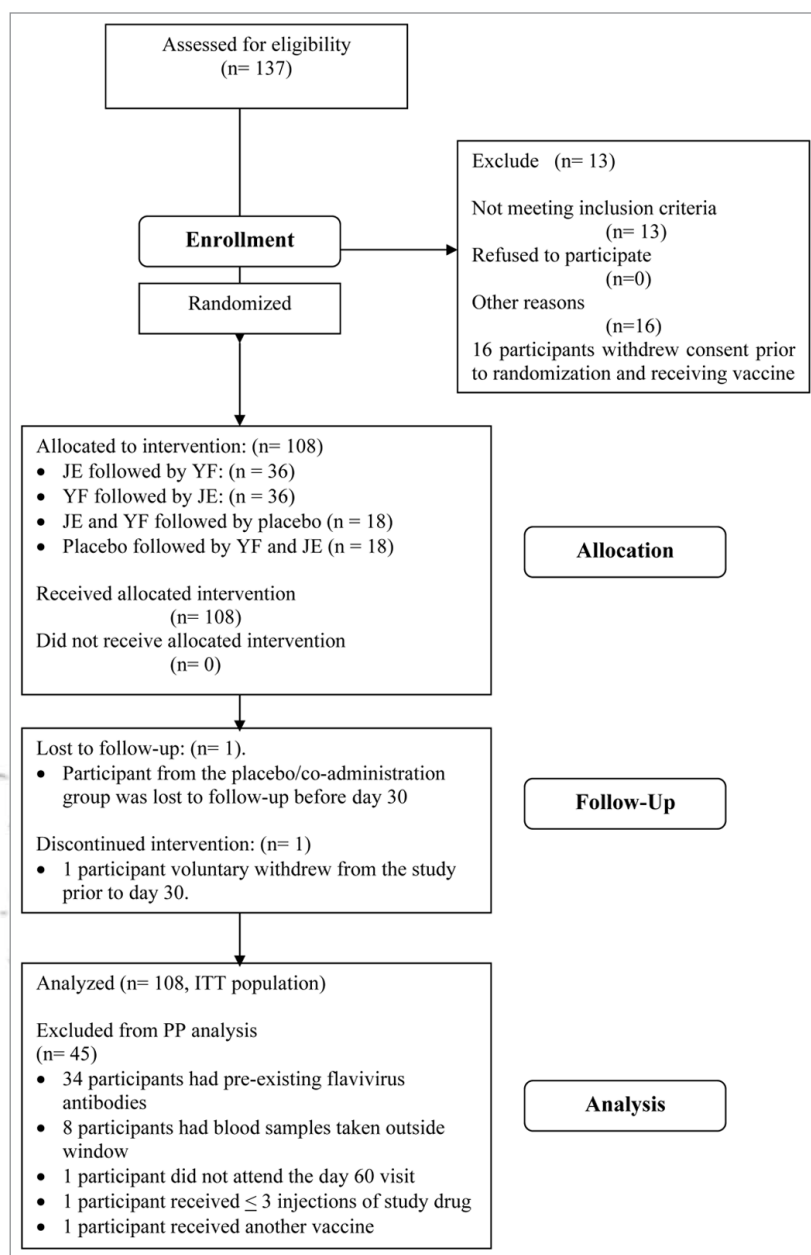 Assessed for eligibility
(n= 137)
Exclude (n= 13)
Not meeting inclusion criteria
(n= 13)
Refused to participate
(n=0)
Other reasons
(n=16)
16 participants withdrew consent prior
to randomization and receiving vaccine
Enrollment
Randomized
Allocated to intervention: (n= 108)
• JE followed by YF: (n = 36)
• YF followed by JE: (n = 36)
• JE and YF followed by placebo (n = 18)
• Placebo followed by YF and JE (n = 18)
Received allocated intervention
(n= 108)
Did not receive allocated intervention
(n= 0)
Allocation
Lost to follow-up: (n= 1).
• Participant from the placebo/co-administration
group was lost to follow-up before day 30
Discontinued intervention: (n= 1)
• 1 participant voluntary withdrew from the study
prior to day 30.
Follow-Up
Analyzed (n= 108, ITT population)
Excluded from PP analysis
(n= 45)
• 34 participants had pre-existing flavivirus
antibodies
• 8 participants had blood samples taken outside
window
• 1 participant did not attend the day 60 visit
• 1 participant received ≤ 3 injections of study drug
• 1 participant received another vaccine
Analysis